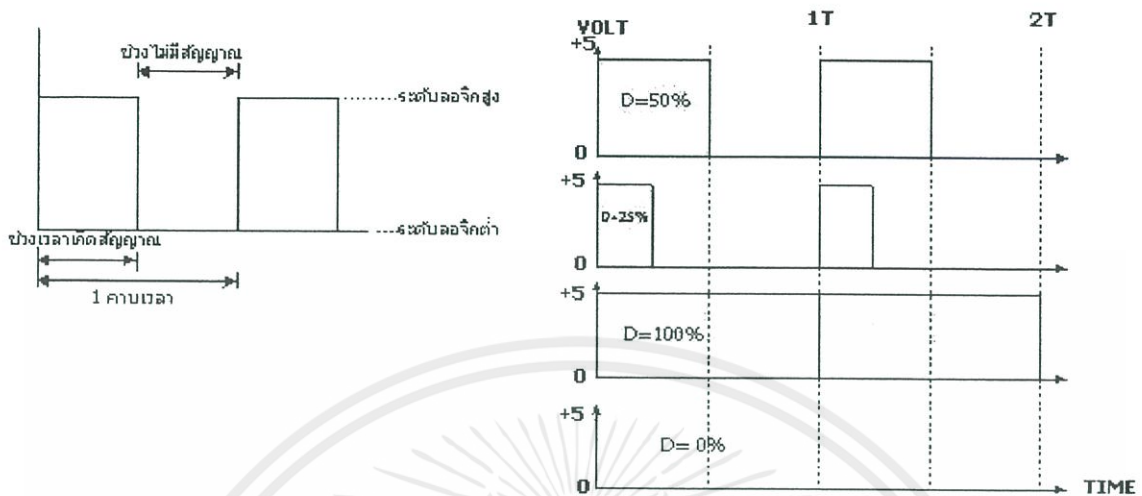 ช่วงไม่มีสัญญาณ
ระดับลอจิกสูง
ระดับลอจิกต่ำ
ช่วงเวลาเกิดสัญญาณ
1 คาบเวลา
VOLT 1T 2T
+5
D=50%
0
+5
D=25%
0
+5
D=100%
0
+5
D= 0%
0 TIME